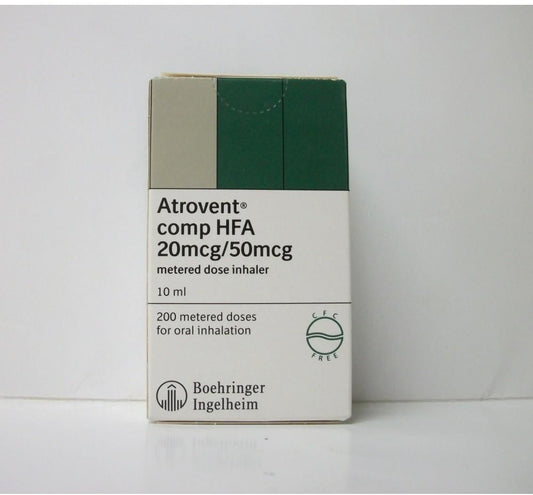 Atrovent®
comp HFA
20mcg/50mcg
metered dose inhaler
10 ml
200 metered doses
for oral inhalation
CFC
FREE
Boehringer
Ingelheim